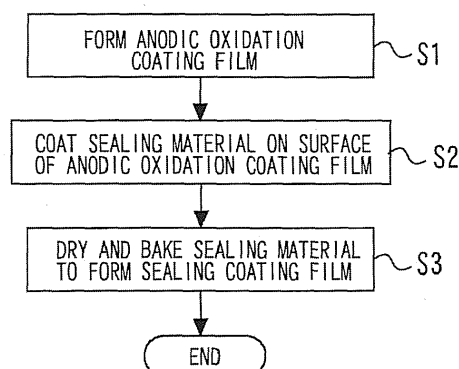 FORM ANODIC OXIDATION
COATING FILM
S1
COAT SEALING MATERIAL ON SURFACE
OF ANODIC OXIDATION COATING FILM
S2
DRY AND BAKE SEALING MATERIAL
TO FORM SEALING COATING FILM
S3
END